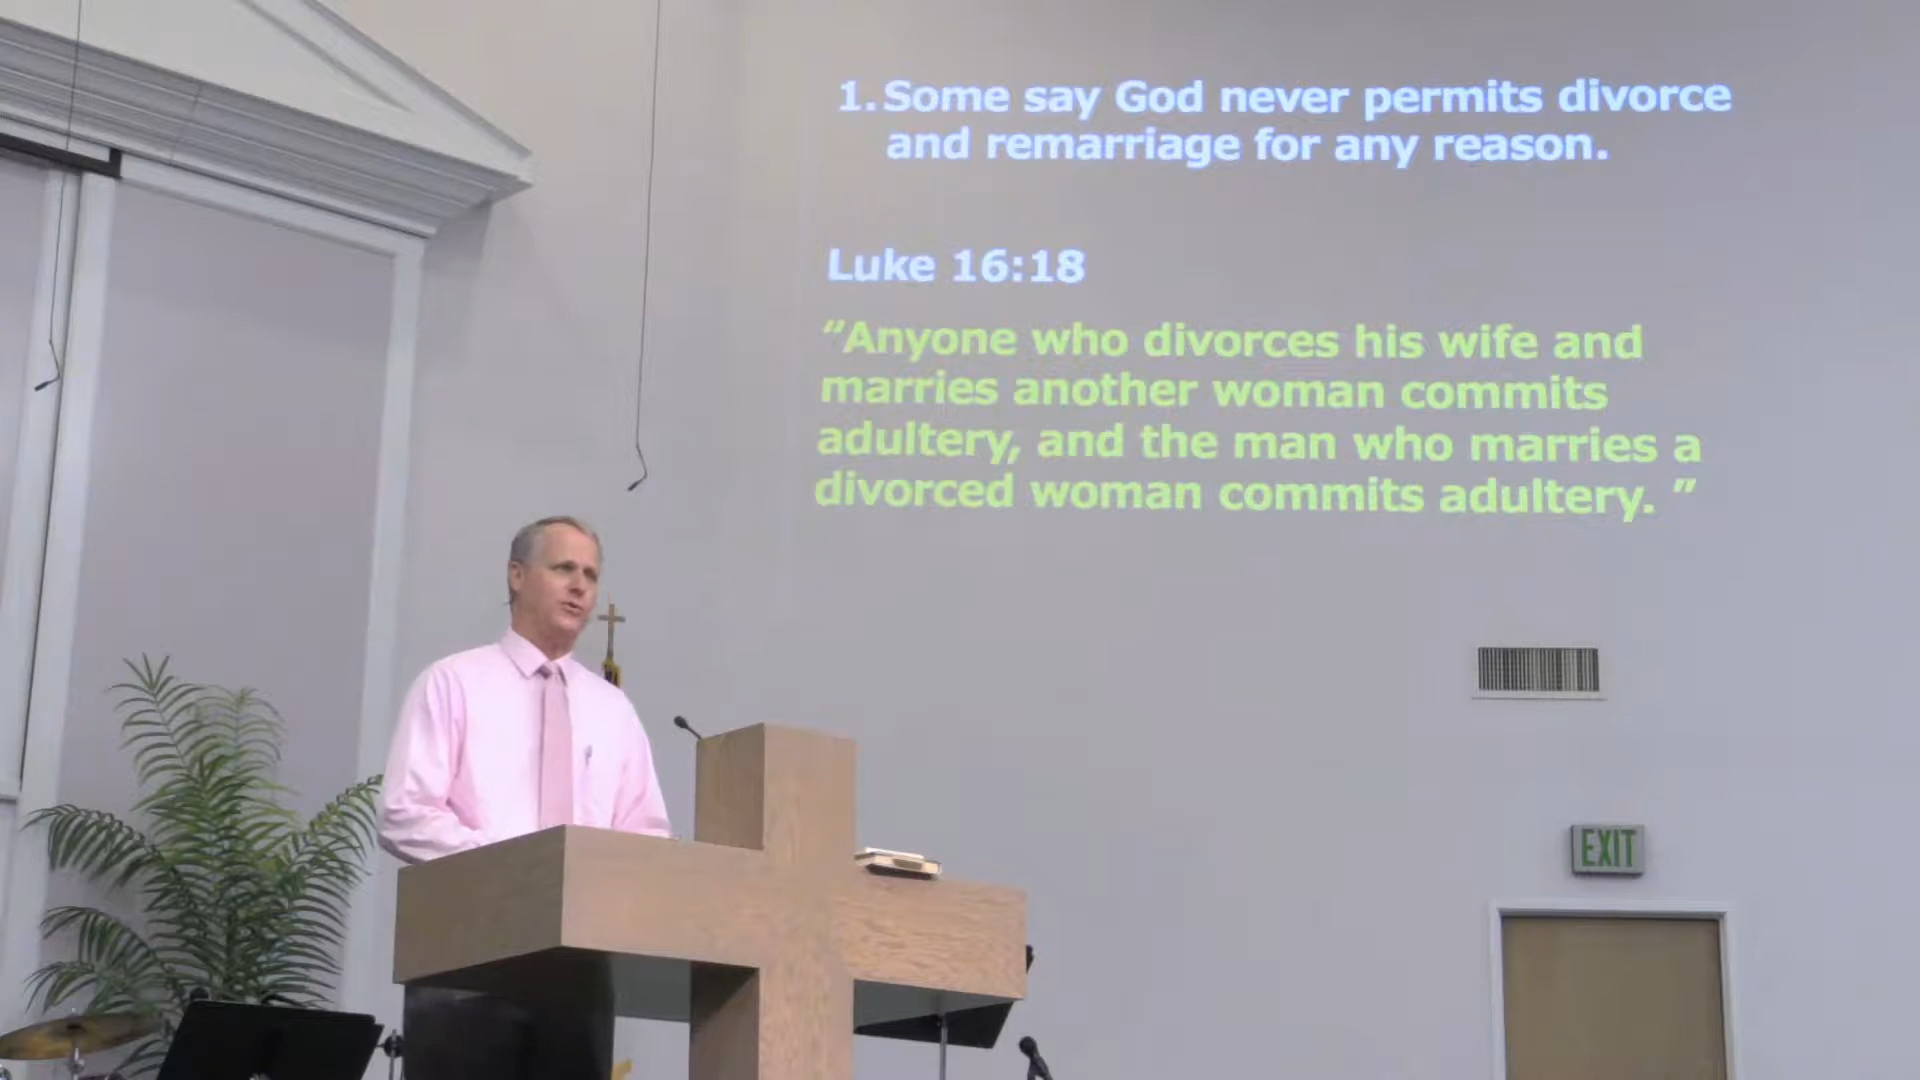 1. Some say God never permits divorce
and remarriage for any reason.
Luke 16:18
“Anyone who divorces his wife and
marries another woman commits
adultery, and the man who marries a
divorced woman commits adultery. ”
EXIT